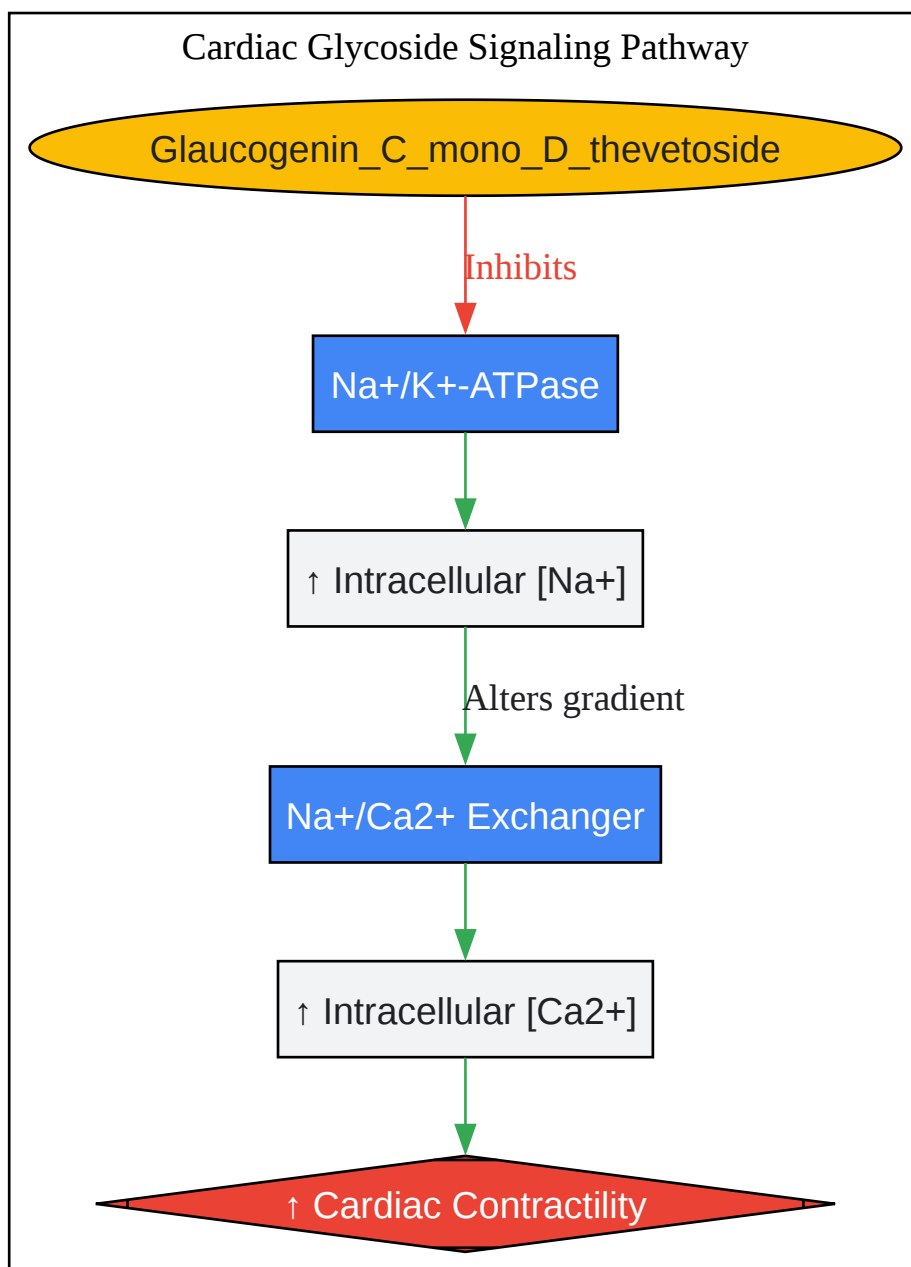 Cardiac Glycoside Signaling Pathway
Glaucogenin_C_mono_D_thevetoside
Inhibits
Na+/K+-ATPase
↑ Intracellular [Na+]
Alters gradient
Na+/Ca2+ Exchanger
↑ Intracellular [Ca2+]
↑ Cardiac Contractility